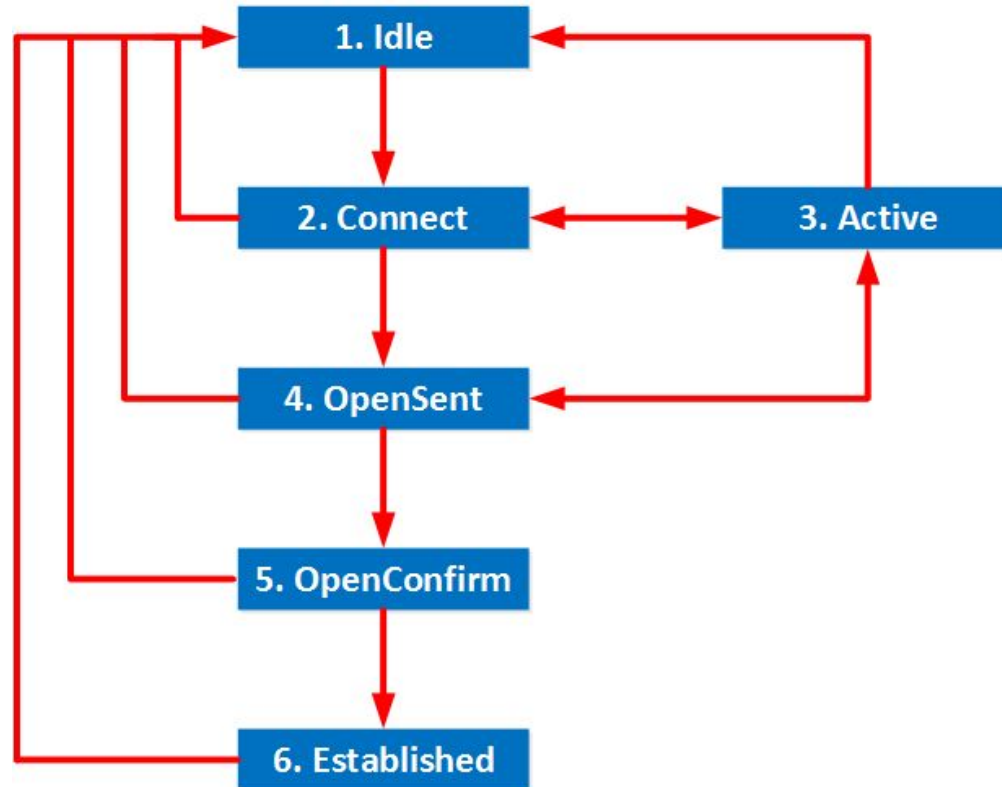 1. Idle
2. Connect
3. Active
4. OpenSent
5. OpenConfirm
6. Established